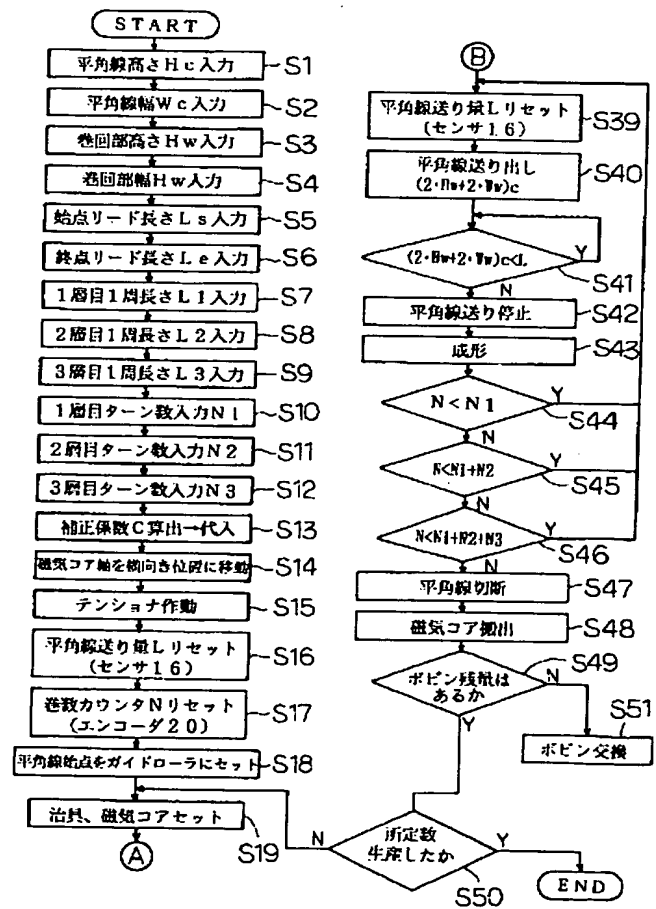 START
平角線高さHc入力
S1
平角線幅Wc入力
S2
巻回部高さHw入力
S3
巻回部幅Hw入力
S4
始点リード長さLs入力
S5
終点リード長さLe入力
S6
1層目1周長さL1入力
S7
2層目1周長さL2入力
S8
3層目1周長さL3入力
S9
1層目ターン数入力N1
S10
2層目ターン数入力N2
S11
3層目ターン数入力N3
S12
補正係数C算出→代入
S13
磁気コア軸を横向き位置に移動
S14
テンショナ作動
S15
平角線送り量Lリセット
(センサ16)
S16
巻数カウンタNリセット
(エンコーダ20)
S17
平角線始点をガイドローラにセット
S18
治具、磁気コアセット
S19
A
B
平角線送り量Lリセット
(センサ16)
S39
平角線送り出し
(2・Hw+2・Ww)c
S40
(2・Hw+2・Ww)c<L
Y
S41
N
平角線送り停止
S42
成形
S43
N<N1
Y
S44
N
N<N1+N2
Y
S45
N
N<N1+N2+N3
Y
S46
N
平角線切断
S47
磁気コア搬出
S48
ボビン残量は
あるか
S49
N
Y
S51
ボビン交換
所定数
生産したか
N
Y
S50
END